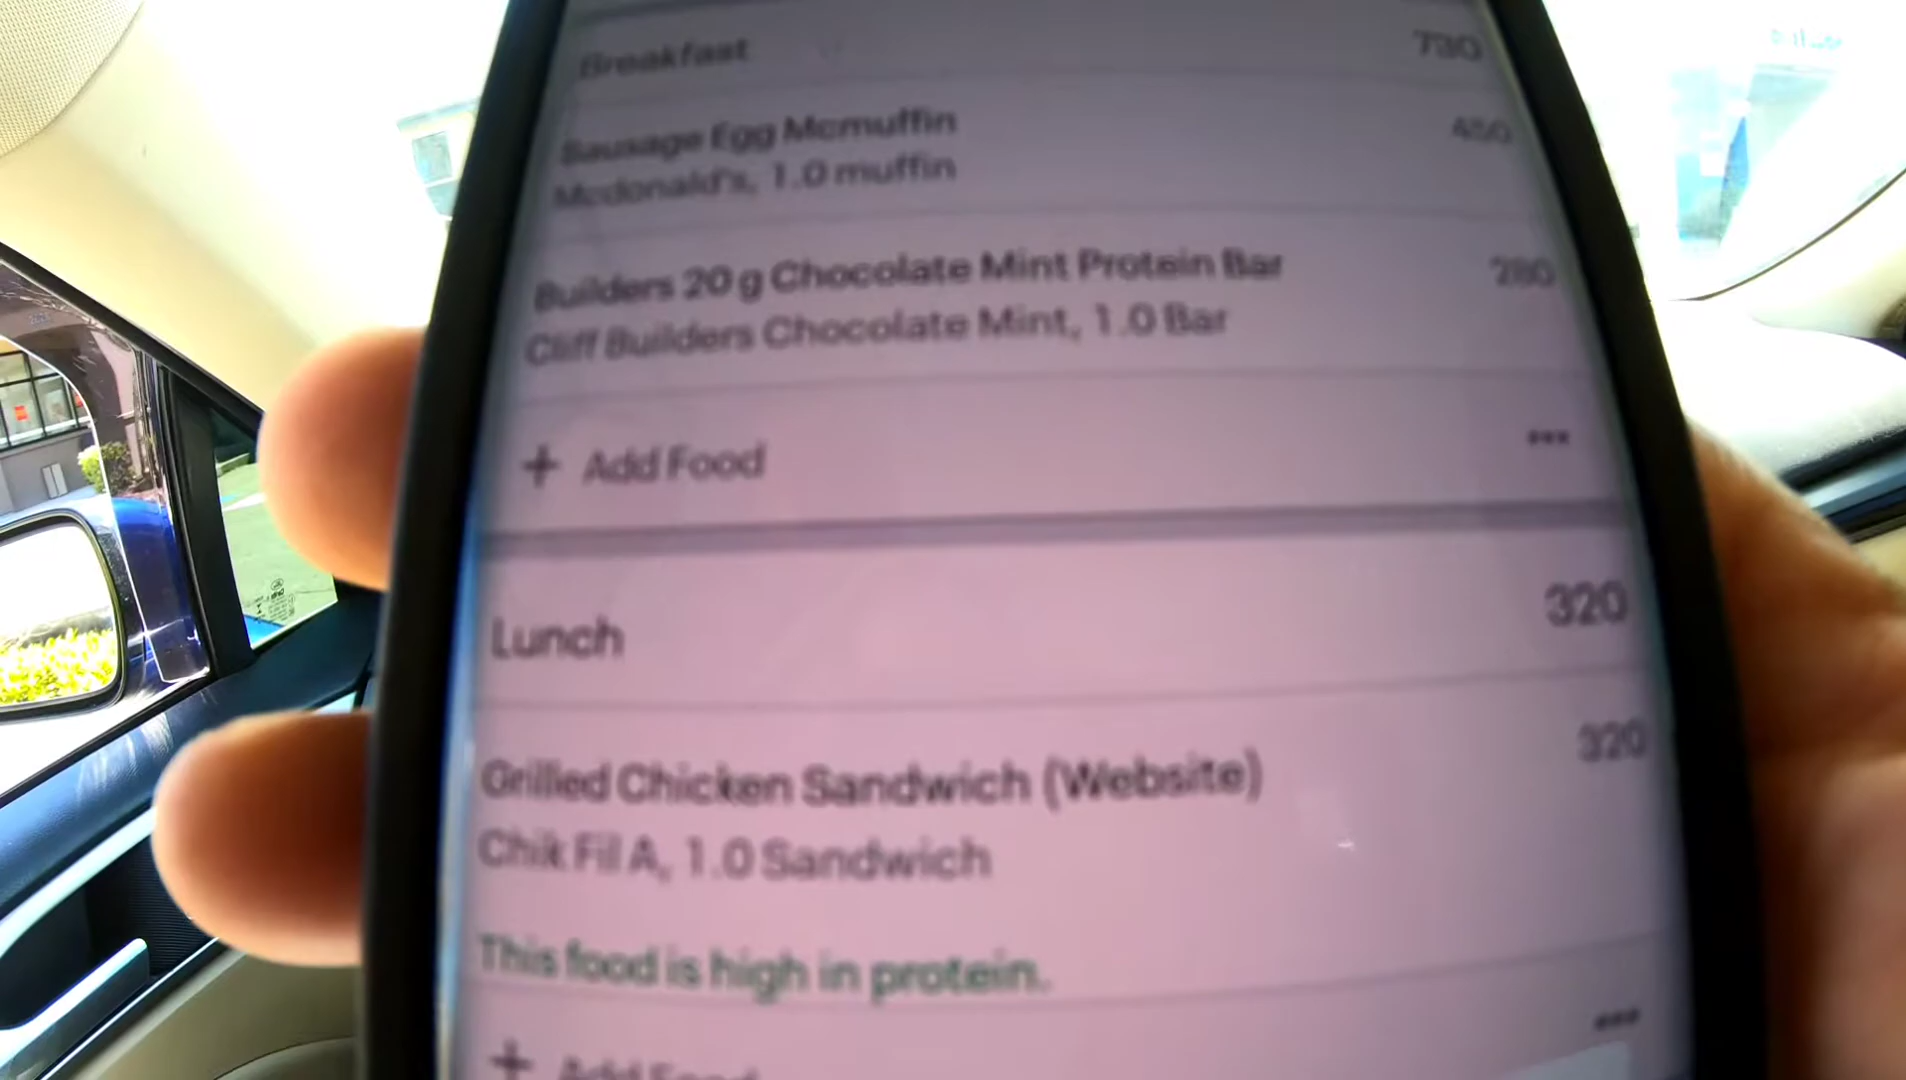 Breakfast 730
Sausage Egg Mcmuffin 450
Mcdonald's, 1.0 muffin
Builders 20 g Chocolate Mint Protein Bar 280
Cliff Builders Chocolate Mint, 1.0 Bar
+ Add Food •••
Lunch 320
Grilled Chicken Sandwich (Website) 320
Chik Fil A, 1.0 Sandwich
This food is high in protein.
+ Add Food •••